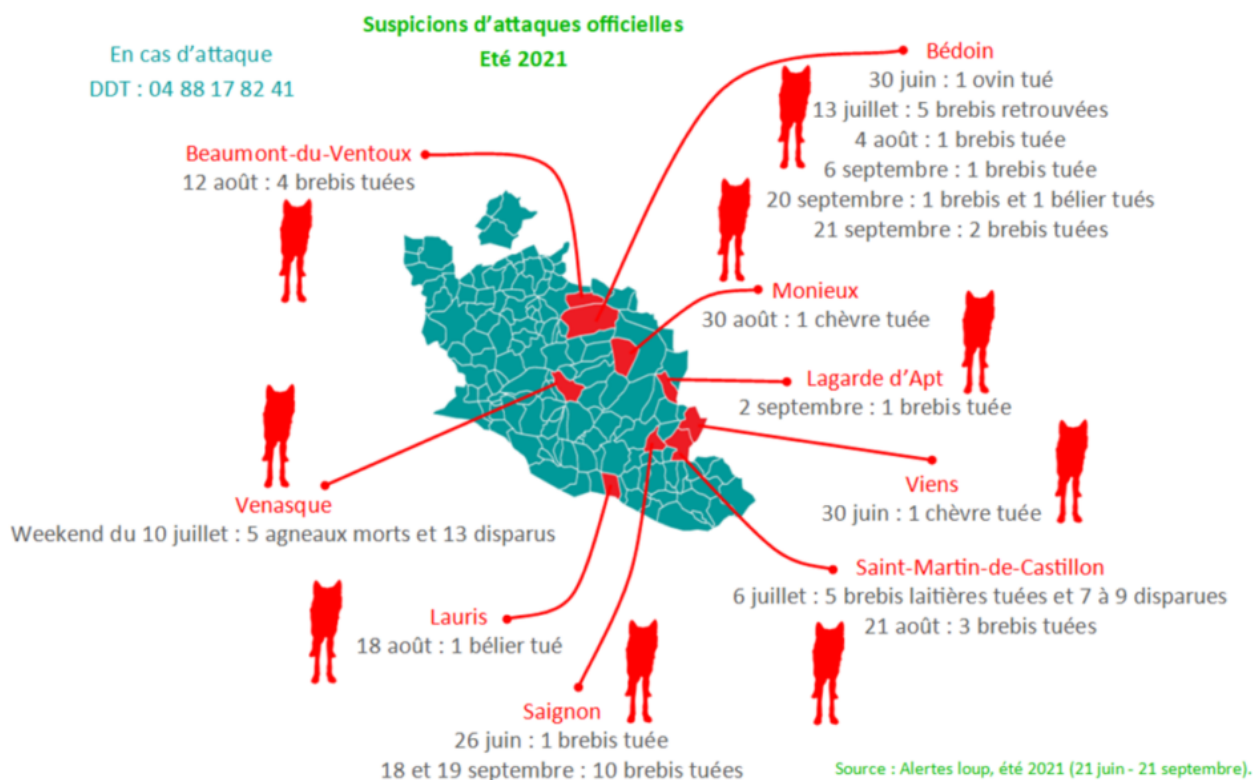 Suspicions d'attaques officielles
Eté 2021
En cas d'attaque
DDT : 04 88 17 82 41
Bédoin
30 juin : 1 ovin tué
13 juillet : 5 brebis retrouvées
4 août : 1 brebis tuée
6 septembre : 1 brebis tuée
20 septembre : 1 brebis et 1 bélier tués
21 septembre : 2 brebis tuées
Beaumont-du-Ventoux
12 août : 4 brebis tuées
Monieux
30 août : 1 chèvre tuée
Lagarde d'Apt
2 septembre : 1 brebis tuée
Viens
30 juin : 1 chèvre tuée
Venasque
Weekend du 10 juillet : 5 agneaux morts et 13 disparus
Saint-Martin-de-Castillon
6 juillet : 5 brebis laitières tuées et 7 à 9 disparues
21 août : 3 brebis tuées
Lauris
18 août : 1 bélier tué
Saignon
26 juin : 1 brebis tuée
18 et 19 septembre : 10 brebis tuées
Source : Alertes loup, été 2021 (21 juin - 21 septembre).